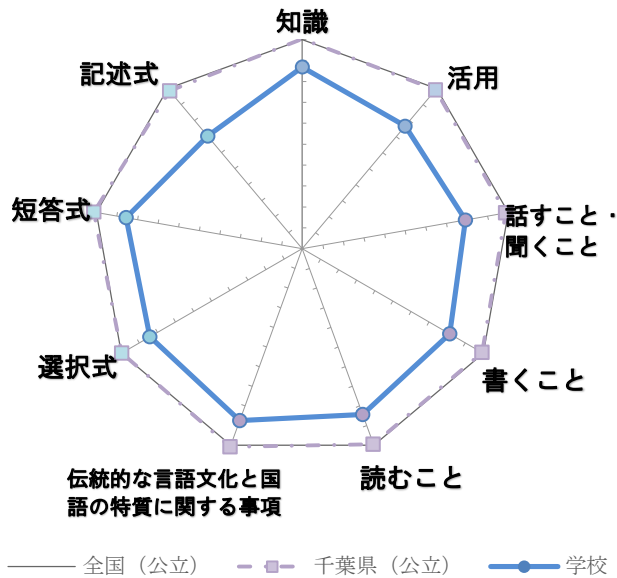 知識
記述式
活用
短答式
話すこと・
聞くこと
選択式
書くこと
伝統的な言語文化と国
語の特質に関する事項
読むこと
全国（公立）
千葉県（公立）
学校